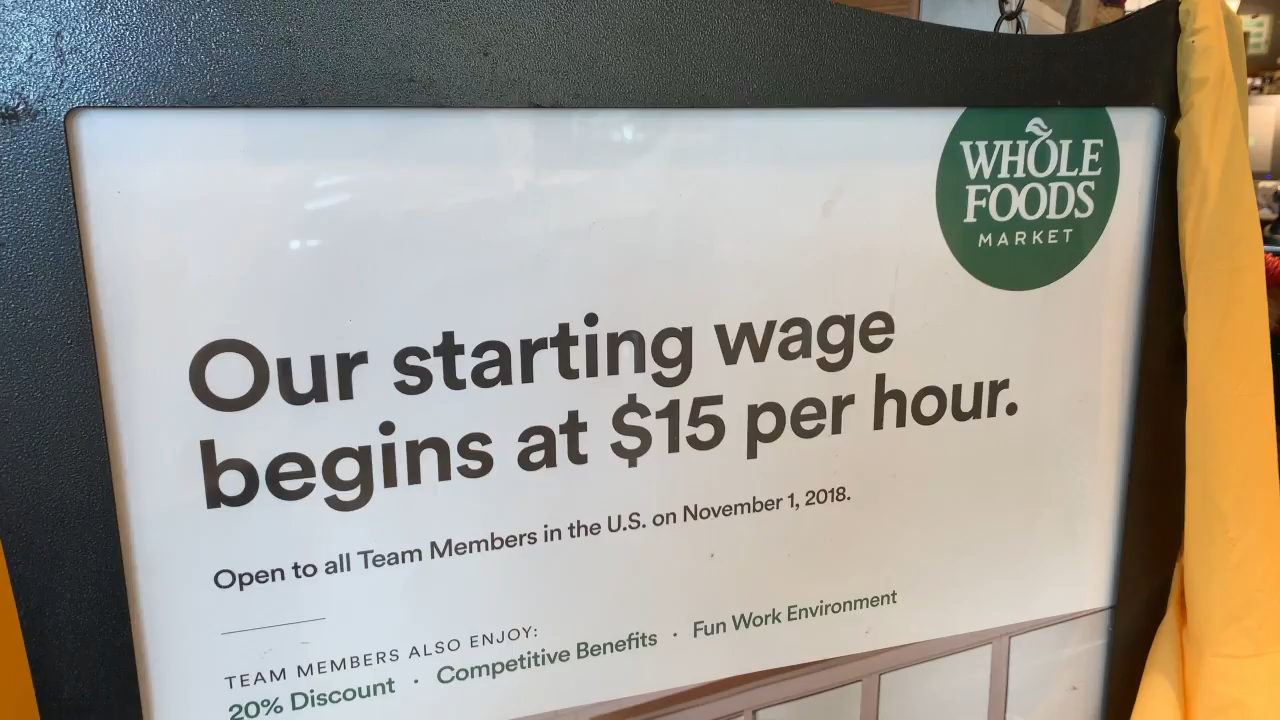 WHOLE
FOODS
MARKET
Our starting wage
begins at $15 per hour.
Open to all Team Members in the U.S. on November 1, 2018.
TEAM MEMBERS ALSO ENJOY:
20% Discount · Competitive Benefits · Fun Work Environment